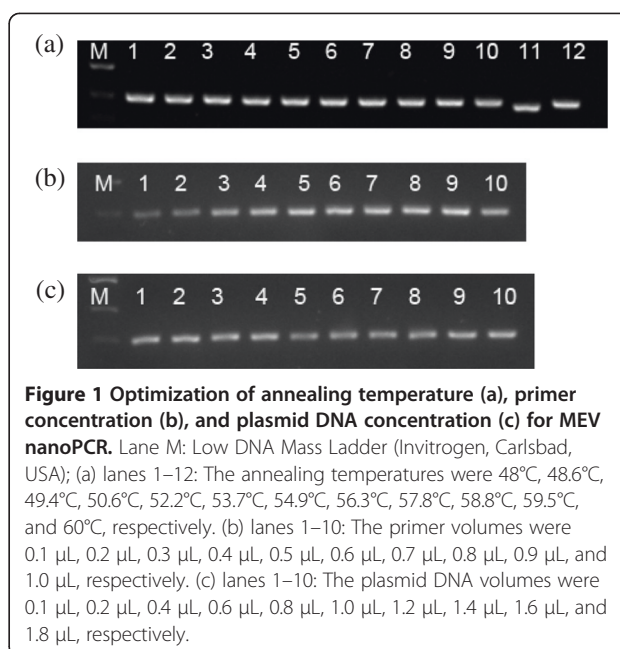 (a)
M 1 2 3 4 5 6 7 8 9 10 11 12
(b)
M 1 2 3 4 5 6 7 8 9 10
(c)
M 1 2 3 4 5 6 7 8 9 10
Figure 1 Optimization of annealing temperature (a), primer
concentration (b), and plasmid DNA concentration (c) for MEV
nanoPCR. Lane M: Low DNA Mass Ladder (Invitrogen, Carlsbad,
USA); (a) lanes 1–12: The annealing temperatures were 48°C, 48.6°C,
49.4°C, 50.6°C, 52.2°C, 53.7°C, 54.9°C, 56.3°C, 57.8°C, 58.8°C, 59.5°C,
and 60°C, respectively. (b) lanes 1–10: The primer volumes were
0.1 μL, 0.2 μL, 0.3 μL, 0.4 μL, 0.5 μL, 0.6 μL, 0.7 μL, 0.8 μL, 0.9 μL, and
1.0 μL, respectively. (c) lanes 1–10: The plasmid DNA volumes were
0.1 μL, 0.2 μL, 0.4 μL, 0.6 μL, 0.8 μL, 1.0 μL, 1.2 μL, 1.4 μL, 1.6 μL, and
1.8 μL, respectively.